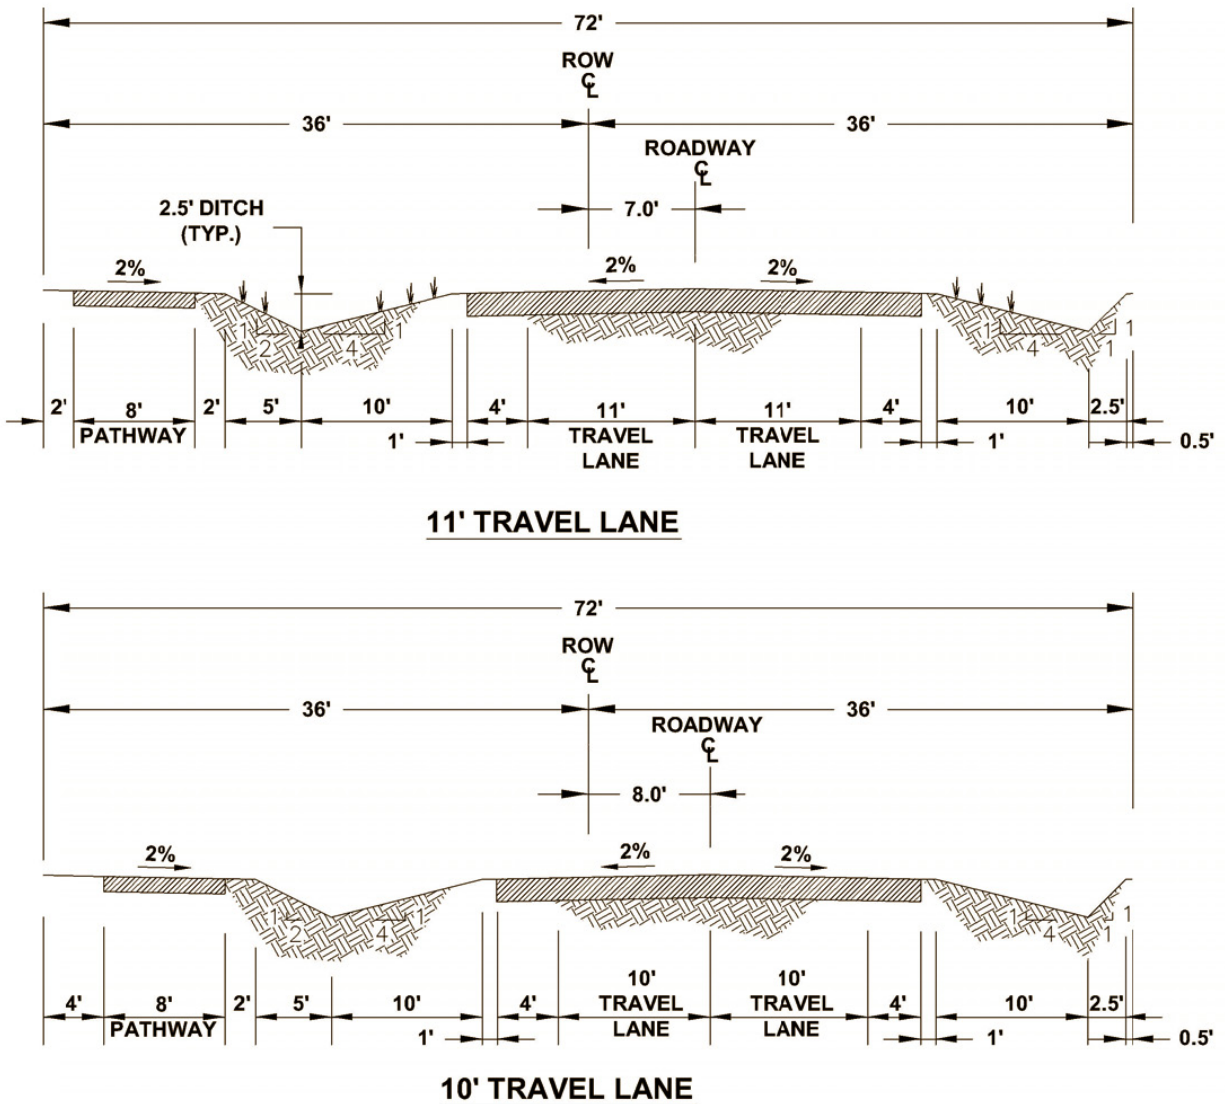 72'
ROW
CL
36'
36'
ROADWAY
CL
2.5' DITCH
(TYP.)
7.0'
2%
2%
2%
1
2
4
1
1
4
1
1
2'
8'
2'
5'
10'
4'
11'
11'
4'
10'
2.5'
PATHWAY
1'
TRAVEL
LANE
TRAVEL
LANE
1'
0.5'
11' TRAVEL LANE
72'
ROW
CL
36'
36'
ROADWAY
CL
8.0'
2%
2%
2%
1
2
4
1
1
4
1
1
4'
8'
2'
5'
10'
4'
10'
TRAVEL
LANE
10'
TRAVEL
LANE
4'
10'
2.5'
PATHWAY
1'
1'
0.5'
10' TRAVEL LANE